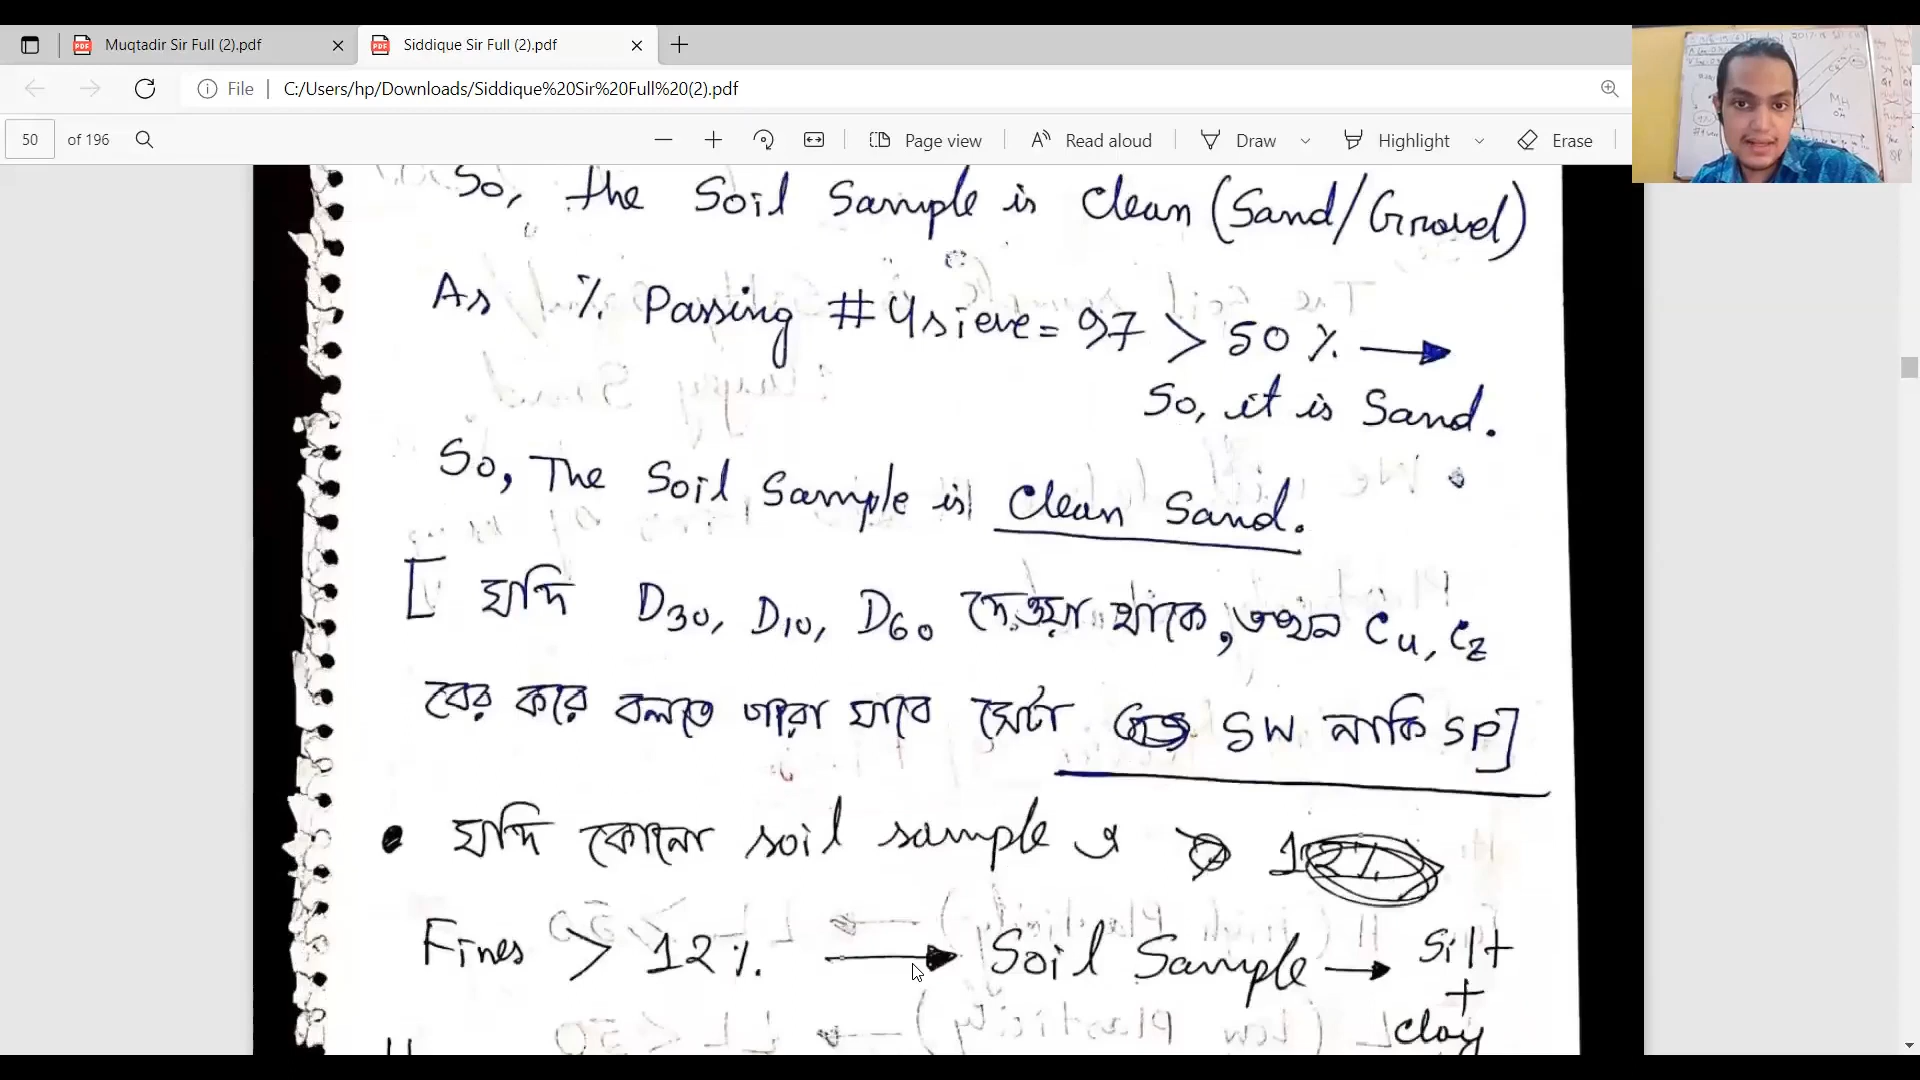 Muqtadir Sir Full (2).pdf
Siddique Sir Full (2).pdf
File C:/Users/hp/Downloads/Siddique%20Sir%20Full%20(2).pdf
50 of 196 Page view Read aloud Draw Highlight Erase
So, the Soil Sample is Clean (Sand/Gravel)
As % Passing #4 sieve = 97 > 50 % →
So, it is Sand.
So, The Soil Sample is Clean Sand.
[ যদি D30, D10, D60 দেওয়া থাকে, তখন Cu, Cz
বের করে বলতে পারা যাবে সেটা SW নাকি SP]
• যদি কোনো soil sample এ
Fines > 12 %. → Soil Sample → Silt
+
clay